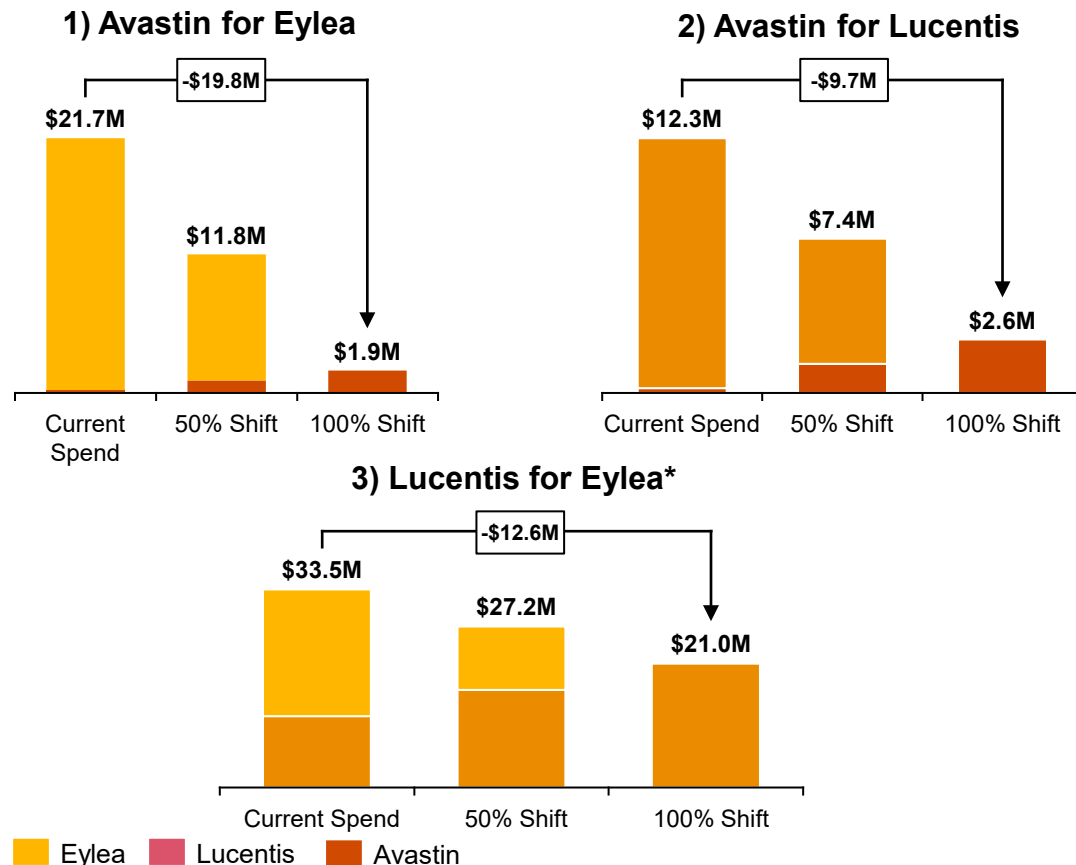 1) Avastin for Eylea
-$19.8M
$21.7M
$11.8M
$1.9M
Current
Spend
50% Shift
100% Shift
2) Avastin for Lucentis
-$9.7M
$12.3M
$7.4M
$2.6M
Current Spend
50% Shift
100% Shift
3) Lucentis for Eylea*
-$12.6M
$33.5M
$27.2M
$21.0M
Current Spend
50% Shift
100% Shift
Eylea
Lucentis
Avastin